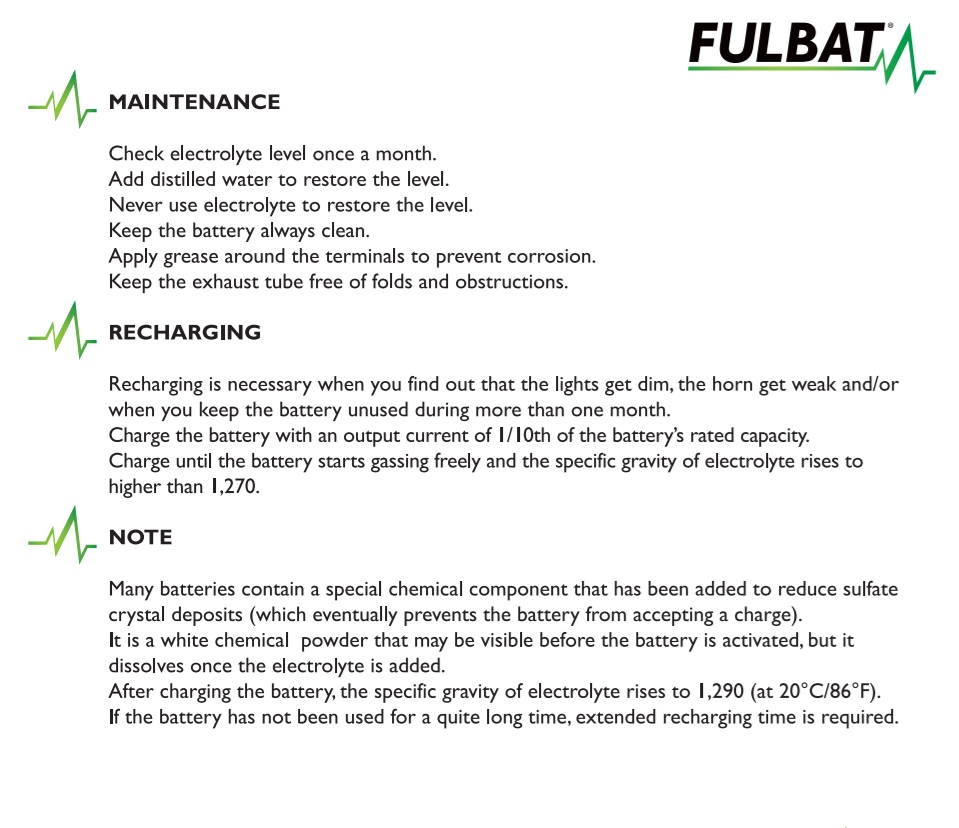 FULBAT®
MAINTENANCE
Check electrolyte level once a month.
Add distilled water to restore the level.
Never use electrolyte to restore the level.
Keep the battery always clean.
Apply grease around the terminals to prevent corrosion.
Keep the exhaust tube free of folds and obstructions.
RECHARGING
Recharging is necessary when you find out that the lights get dim, the horn get weak and/or
when you keep the battery unused during more than one month.
Charge the battery with an output current of 1/10th of the battery's rated capacity.
Charge until the battery starts gassing freely and the specific gravity of electrolyte rises to
higher than 1,270.
NOTE
Many batteries contain a special chemical component that has been added to reduce sulfate
crystal deposits (which eventually prevents the battery from accepting a charge).
It is a white chemical  powder that may be visible before the battery is activated, but it
dissolves once the electrolyte is added.
After charging the battery, the specific gravity of electrolyte rises to 1,290 (at 20°C/86°F).
If the battery has not been used for a quite long time, extended recharging time is required.